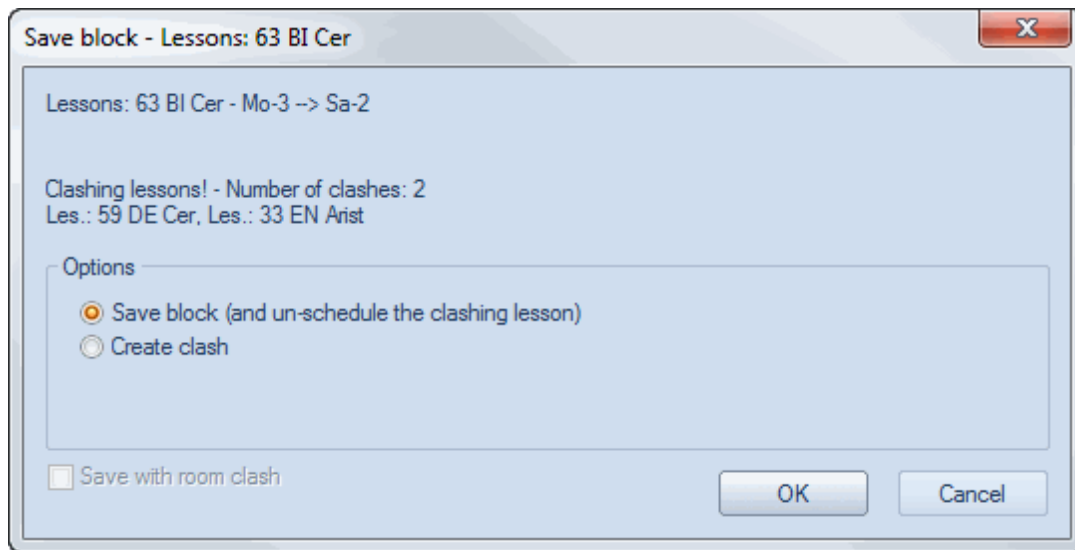 Save block - Lessons: 63 BI Cer
Lessons: 63 BI Cer - Mo-3 --> Sa-2
Clashing lessons! - Number of clashes: 2
Les.: 59 DE Cer, Les.: 33 EN Arist
Options
Save block (and un-schedule the clashing lesson)
Create clash
Save with room clash
OK
Cancel